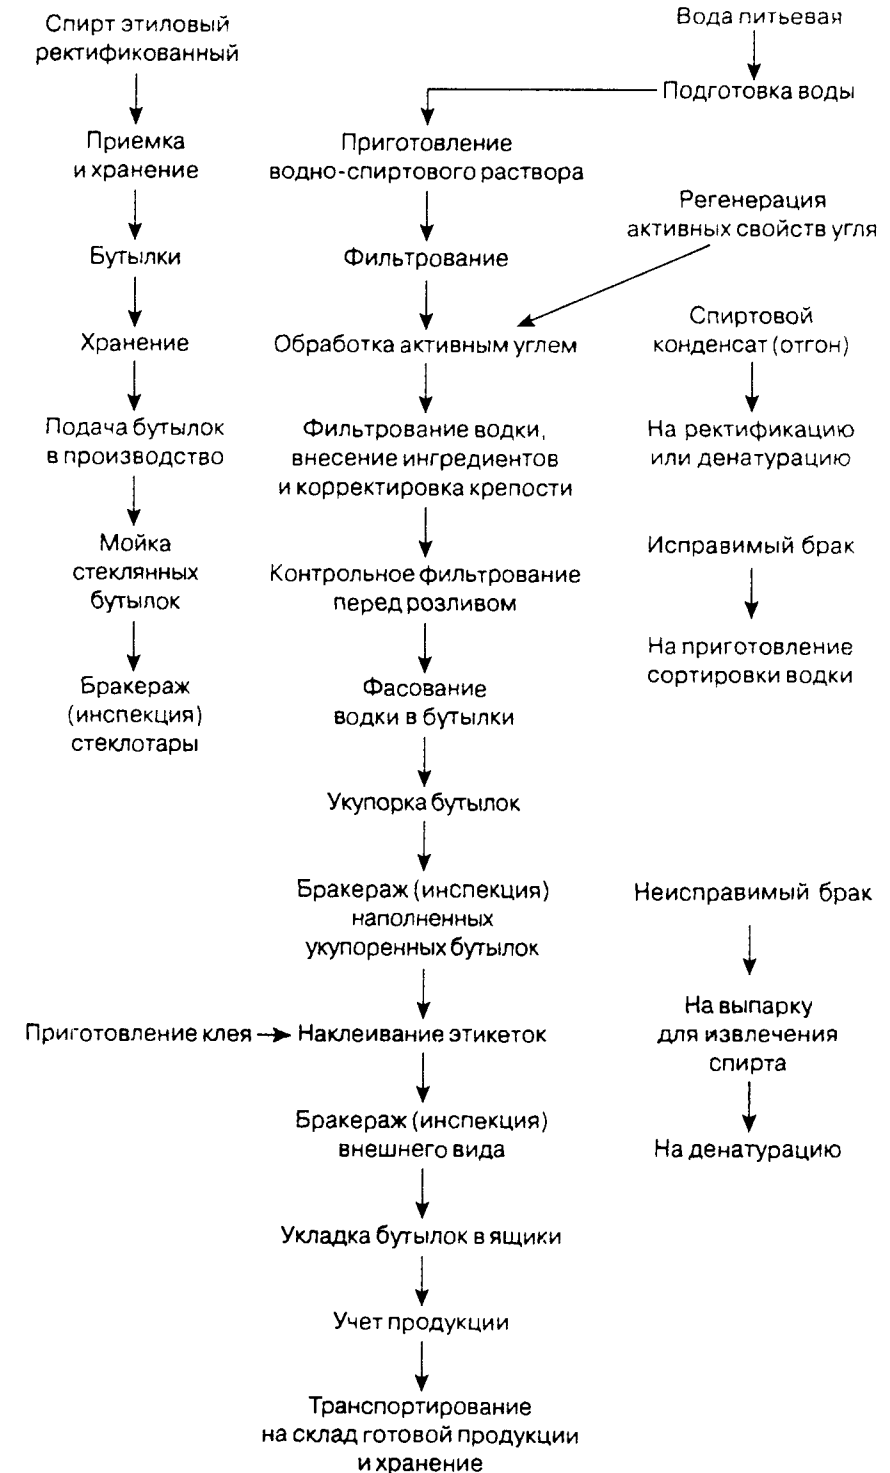 Спирт этиловый
ректификованный
Приемка
и хранение
Бутылки
Хранение
Подача бутылок
в производство
Мойка
стеклянных
бутылок
Бракераж
(инспекция)
стеклотары
Вода питьевая
Подготовка воды
Приготовление
водно-спиртового раствора
Фильтрование
Регенерация
активных свойств угля
Обработка активным углем
Фильтрование водки,
внесение ингредиентов
и корректировка крепости
Контрольное фильтрование
перед розливом
Фасование
водки в бутылки
Укупорка бутылок
Бракераж (инспекция)
наполненных
укупоренных бутылок
Приготовление клея
Наклеивание этикеток
Бракераж (инспекция)
внешнего вида
Укладка бутылок в ящики
Учет продукции
Транспортирование
на склад готовой продукции
и хранение
Спиртовой
конденсат (отгон)
На ректификацию
или денатурацию
Исправимый брак
На приготовление
сортировки водки
Неисправимый брак
На выпарку
для извлечения
спирта
На денатурацию